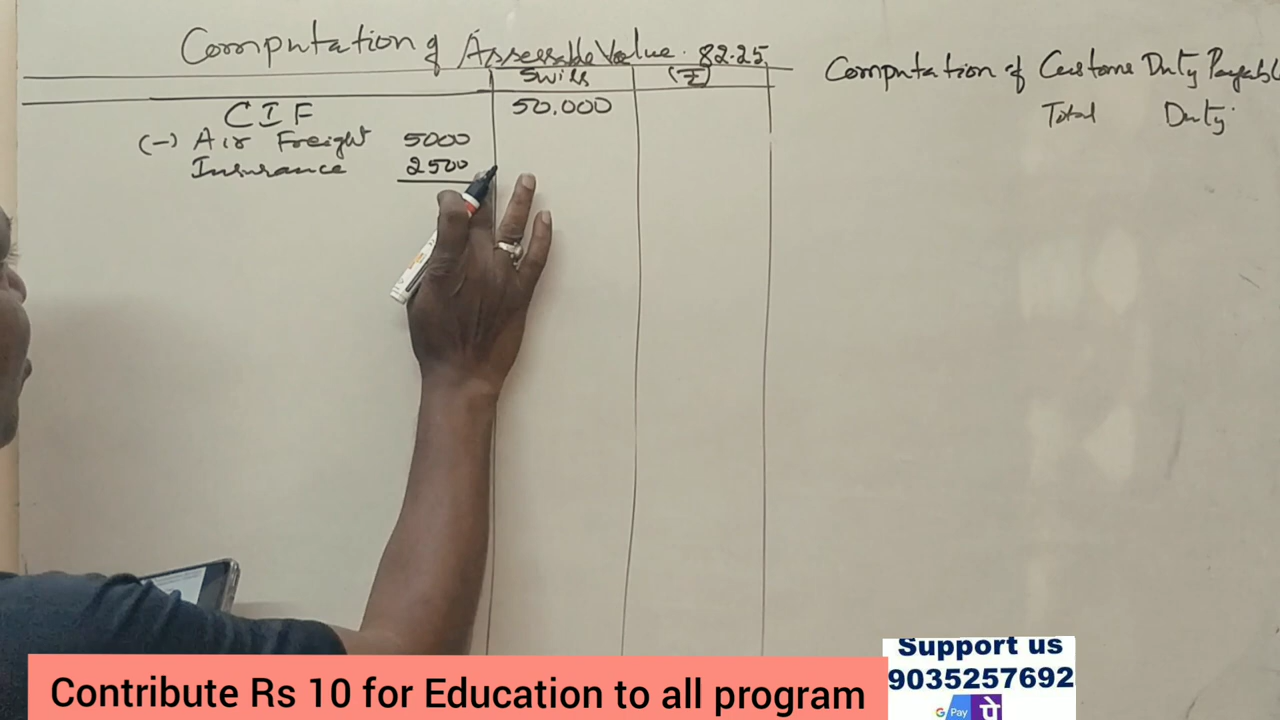 Computation of Assessable Value. 82.25
Swiss (₹)
CIF 50,000
(-) Air Freight 5000
Insurance 2500
Computation of Customs Duty Payabl
Total Duty
Contribute Rs 10 for Education to all program
Support us
9035257692
G Pay पे